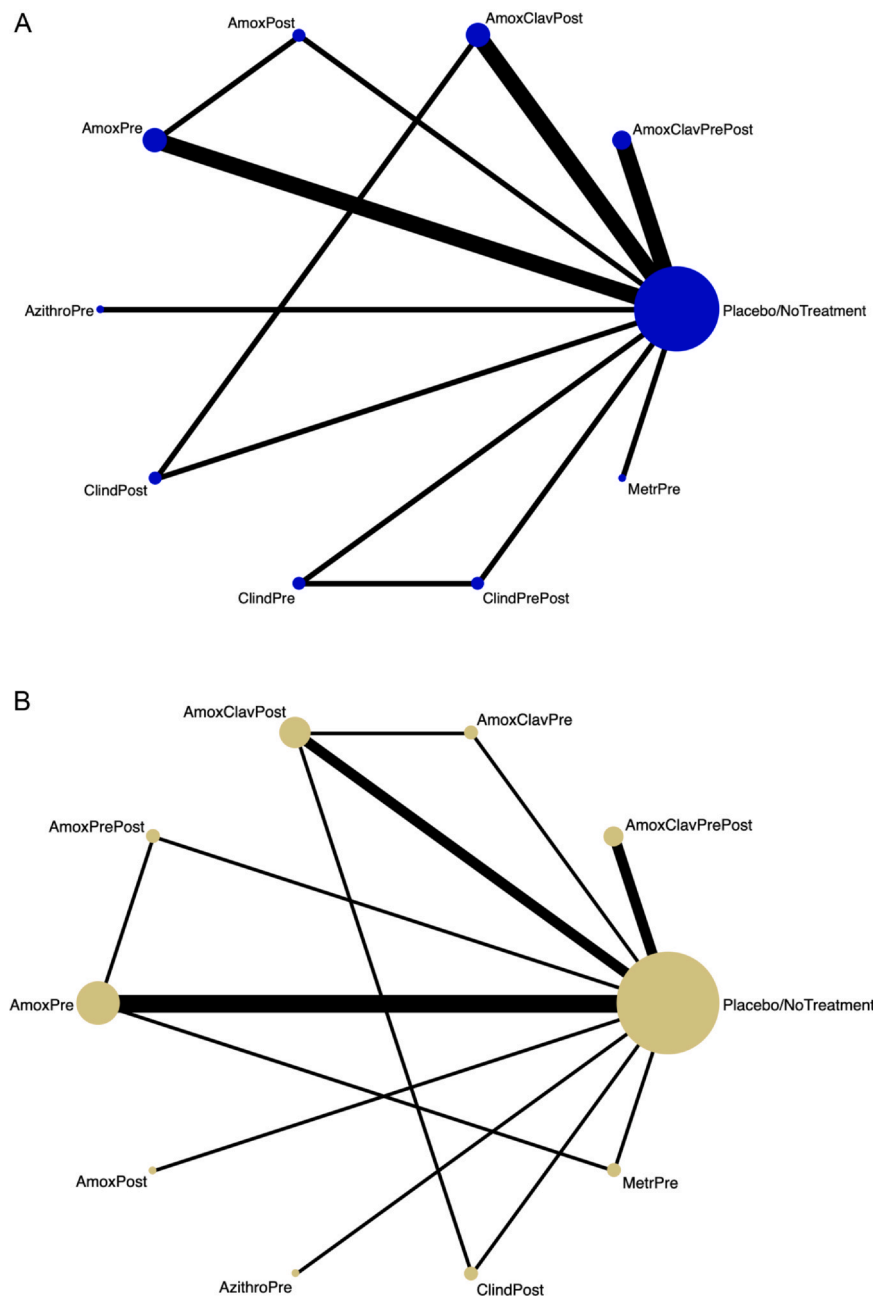 A
AmoxPost
AmoxClavPost
AmoxPre
AmoxClavPrePost
AzithroPre
Placebo/NoTreatment
ClindPost
MetrPre
ClindPre
ClindPrePost
B
AmoxClavPost
AmoxClavPre
AmoxPrePost
AmoxClavPrePost
AmoxPre
Placebo/NoTreatment
AmoxPost
MetrPre
AzithroPre
ClindPost